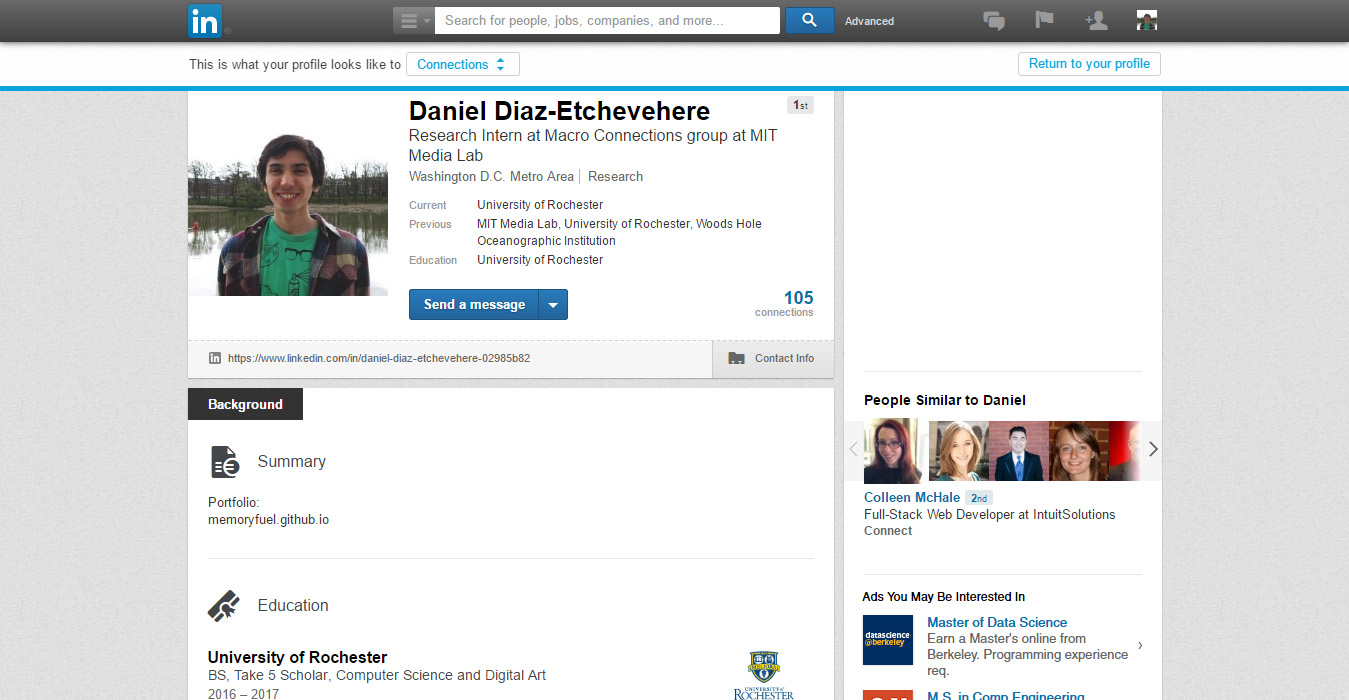 in
Search for people, jobs, companies, and more...
Advanced
This is what your profile looks like to
Connections
Return to your profile
Daniel Diaz-Etchevehere
1st
Research Intern at Macro Connections group at MIT
Media Lab
Washington D.C. Metro Area
Research
Current
University of Rochester
Previous
MIT Media Lab, University of Rochester, Woods Hole
Oceanographic Institution
Education
University of Rochester
Send a message
105
connections
https://www.linkedin.com/in/daniel-diaz-etchevehere-02985b82
Contact Info
Background
Summary
Portfolio:
memoryfuel.github.io
Education
University of Rochester
BS, Take 5 Scholar, Computer Science and Digital Art
2016 – 2017
UNIVERSITY of
ROCHESTER
People Similar to Daniel
Colleen McHale 2nd
Full-Stack Web Developer at IntuitSolutions
Connect
Ads You May Be Interested In
datascience
@berkeley
Master of Data Science
Earn a Master's online from
Berkeley. Programming experience
req.
M.S. in Comp Engineering